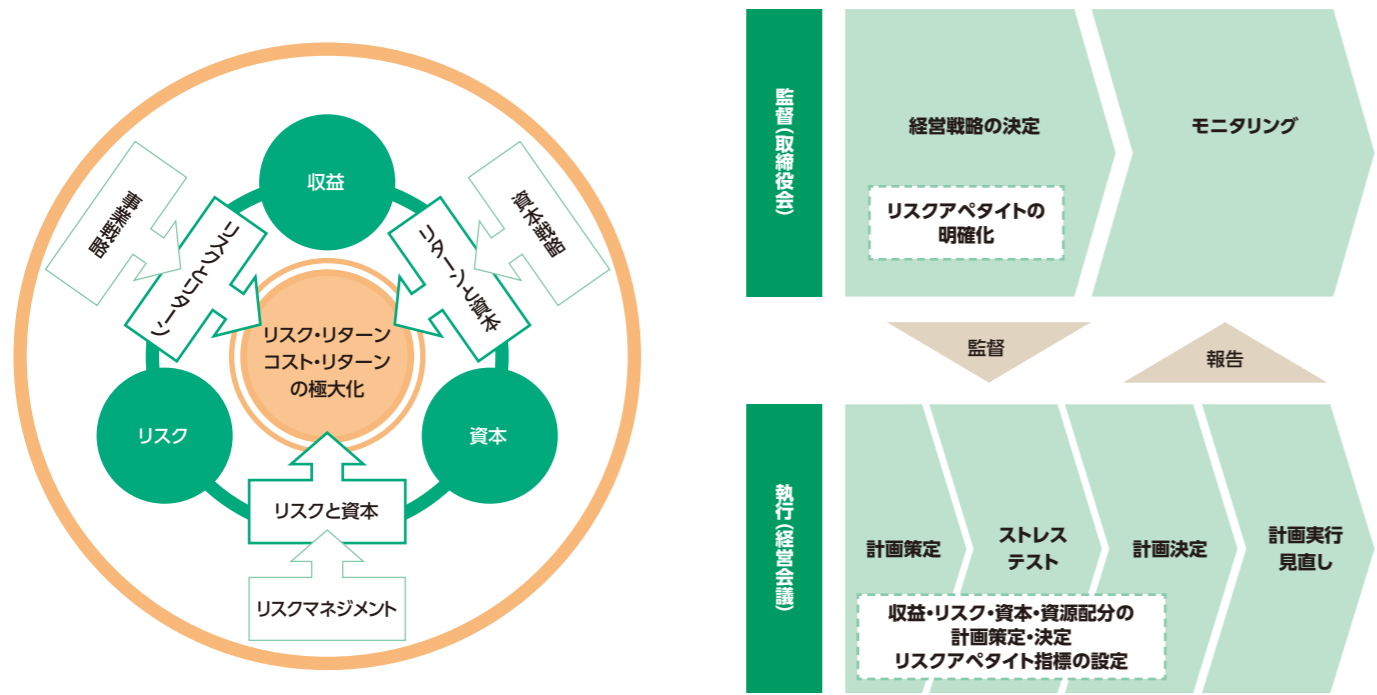 収益
事業戦略
リスクとリターン
資本戦略
リターンと資本
リスク・リターン
コスト・リターン
の極大化
リスク
資本
リスクと資本
リスクマネジメント
監督(取締役会)
経営戦略の決定
モニタリング
リスクアペタイトの
明確化
監督
報告
執行(経営会議)
計画策定
ストレス
テスト
計画決定
計画実行
見直し
収益・リスク・資本・資源配分の
計画策定・決定
リスクアペタイト指標の設定